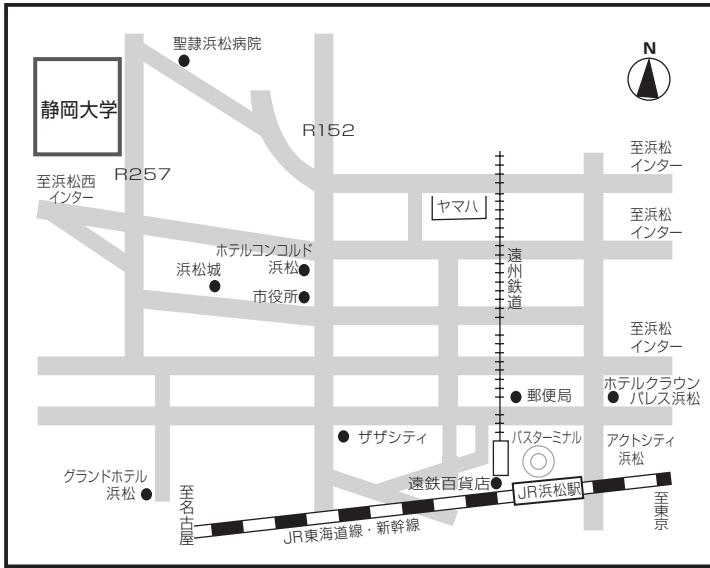 聖隷浜松病院
N
静岡大学
R152
R257
至浜松
インター
至浜松西
インター
ヤマハ
至浜松
インター
ホテルコンコルド
浜松
浜松城
市役所
遠州鉄道
至浜松
インター
郵便局
ホテルクラウン
パレス浜松
ザザシティ
バスターミナル
アクトシティ
浜松
グランドホテル
浜松
遠鉄百貨店
JR浜松駅
至名古屋
JR東海道線・新幹線
至東京